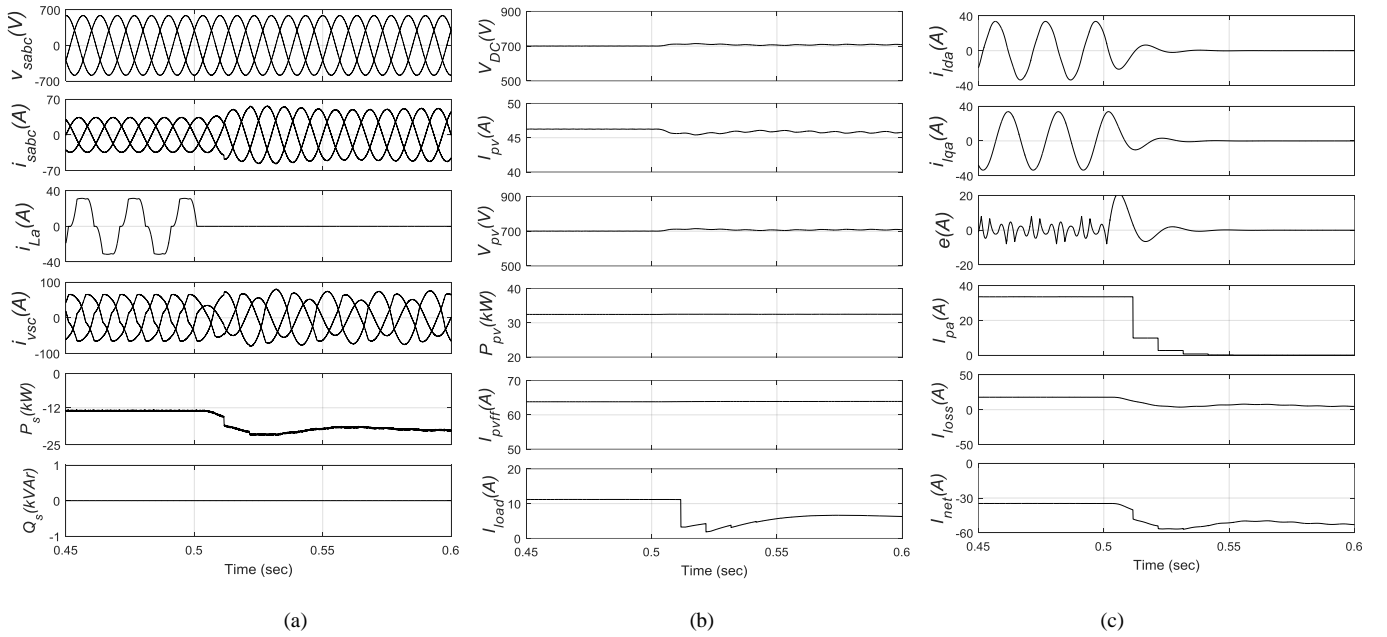 v_sabc(V)
700
0
-700
i_sabc(A)
70
0
-70
i_La(A)
40
0
-40
i_vsc(A)
100
0
-100
P_s(kW)
0
-12
-25
Q_s(kVAr)
1
0
-1
0.45 0.5 0.55 0.6
Time (sec)
(a)
V_DC(V)
900
700
500
I_pv(A)
50
45
40
V_pv(V)
900
700
500
P_pv(kW)
40
30
20
I_pvff(A)
70
60
50
I_load(A)
20
10
0
0.45 0.5 0.55 0.6
Time (sec)
(b)
i_lda(A)
40
0
-40
i_lqa(A)
40
0
-40
e(A)
20
0
-20
I_pa(A)
40
20
0
I_loss(A)
50
0
-50
I_net(A)
0
-30
-60
0.45 0.5 0.55 0.6
Time (sec)
(c)